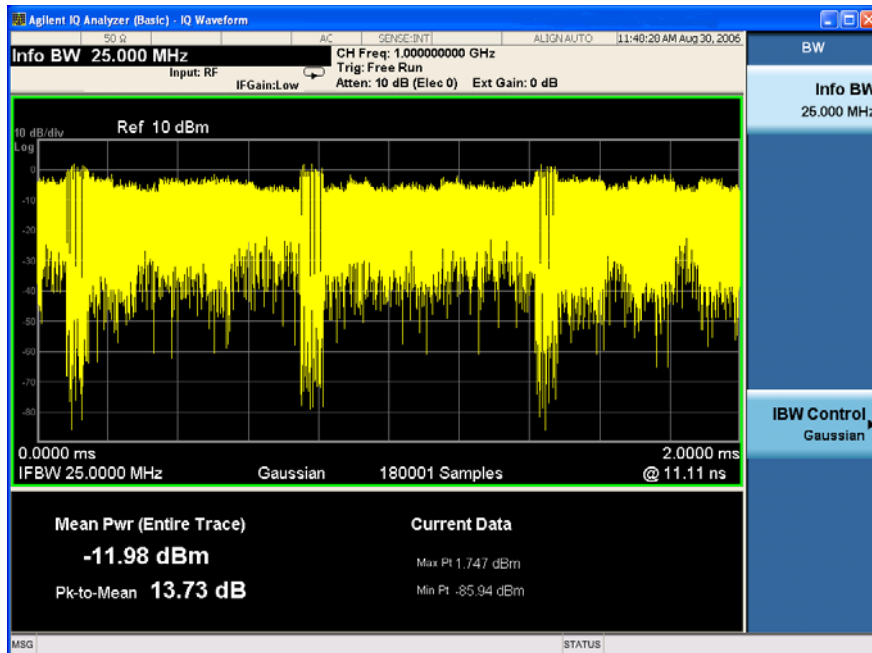 Agilent IQ Analyzer (Basic) - IQ Waveform
50 Ω AC SENSE:INT ALIGN AUTO 11:48:28 AM Aug 30, 2006
Info BW 25.000 MHz
Input: RF
IFGain:Low
CH Freq: 1.000000000 GHz
Trig: Free Run
Atten: 10 dB (Elec 0) Ext Gain: 0 dB
BW
Info BW
25.000 MHz
10 dB/div
Log
Ref 10 dBm
0
-10
-20
-30
-40
-50
-60
-70
-80
0.0000 ms 2.0000 ms
IFBW 25.0000 MHz Gaussian 180001 Samples @ 11.11 ns
IBW Control
Gaussian
Mean Pwr (Entire Trace)
-11.98 dBm
Pk-to-Mean 13.73 dB
Current Data
Max Pt 1.747 dBm
Min Pt -85.94 dBm
MSG STATUS